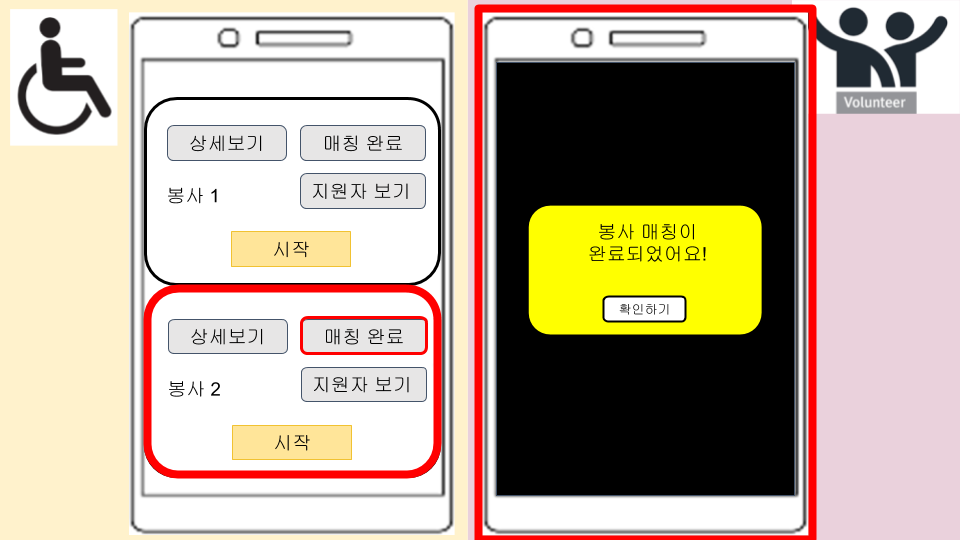 상세보기
매칭 완료
봉사 1
지원자 보기
시작
상세보기
매칭 완료
봉사 2
지원자 보기
시작
봉사 매칭이
완료되었어요!
확인하기
Volunteer